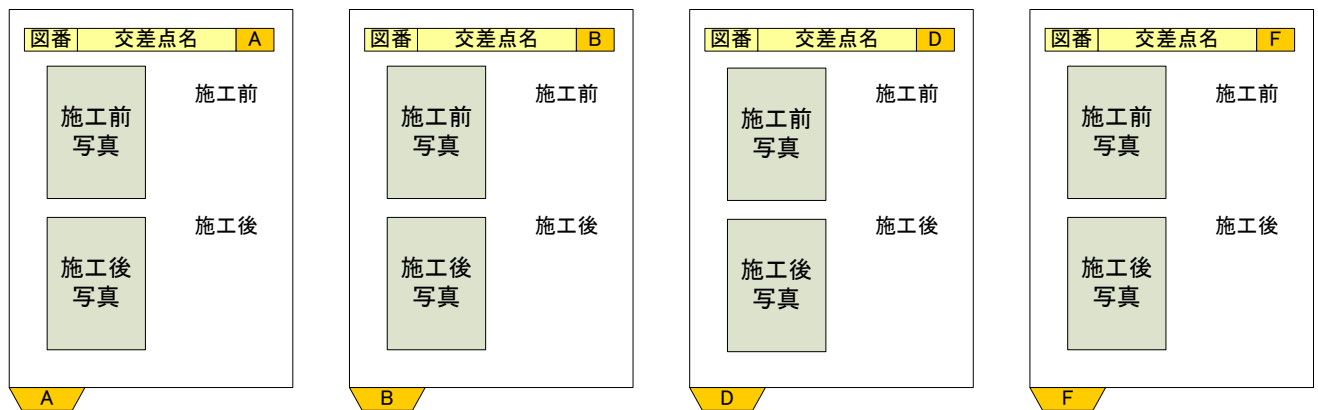 図番 交差点名 A
施工前
写真
施工前
施工後
写真
施工後
A
図番 交差点名 B
施工前
写真
施工前
施工後
写真
施工後
B
図番 交差点名 D
施工前
写真
施工前
施工後
写真
施工後
D
図番 交差点名 F
施工前
写真
施工前
施工後
写真
施工後
F